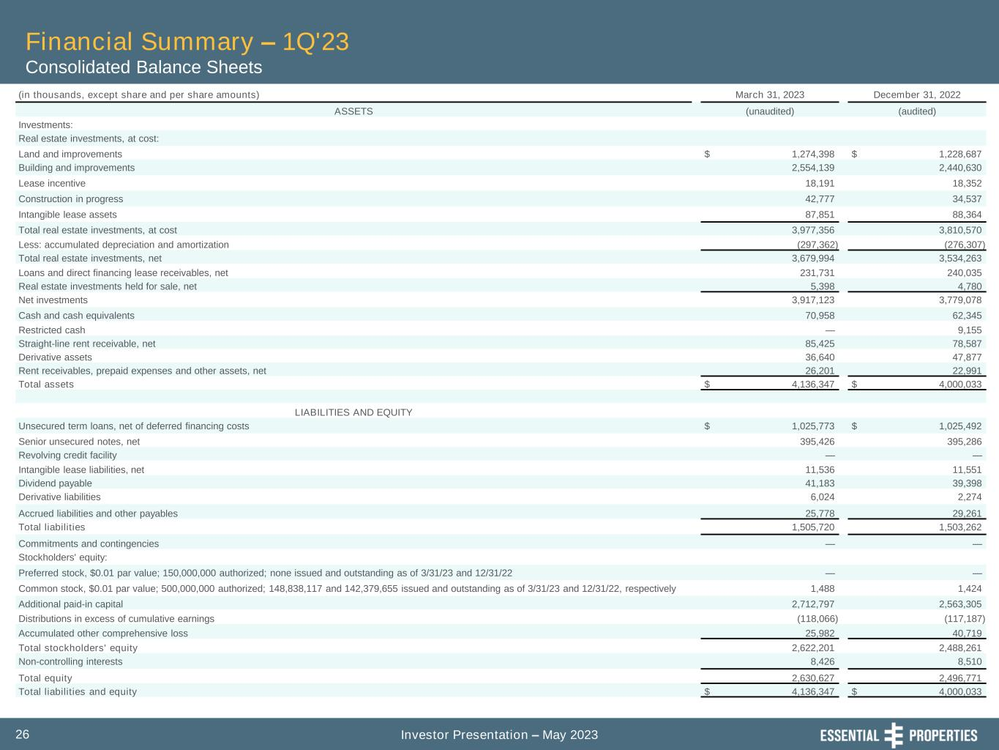 Financial Summary – 1Q'23
Consolidated Balance Sheets
(in thousands, except share and per share amounts) March 31, 2023 December 31, 2022
ASSETS (unaudited) (audited)
Investments:
Real estate investments, at cost:
Land and improvements $ 1,274,398 $ 1,228,687
Building and improvements 2,554,139 2,440,630
Lease incentive 18,191 18,352
Construction in progress 42,777 34,537
Intangible lease assets 87,851 88,364
Total real estate investments, at cost 3,977,356 3,810,570
Less: accumulated depreciation and amortization (297,362) (276,307)
Total real estate investments, net 3,679,994 3,534,263
Loans and direct financing lease receivables, net 231,731 240,035
Real estate investments held for sale, net 5,398 4,780
Net investments 3,917,123 3,779,078
Cash and cash equivalents 70,958 62,345
Restricted cash — 9,155
Straight-line rent receivable, net 85,425 78,587
Derivative assets 36,640 47,877
Rent receivables, prepaid expenses and other assets, net 26,201 22,991
Total assets $ 4,136,347 $ 4,000,033
LIABILITIES AND EQUITY
Unsecured term loans, net of deferred financing costs $ 1,025,773 $ 1,025,492
Senior unsecured notes, net 395,426 395,286
Revolving credit facility — —
Intangible lease liabilities, net 11,536 11,551
Dividend payable 41,183 39,398
Derivative liabilities 6,024 2,274
Accrued liabilities and other payables 25,778 29,261
Total liabilities 1,505,720 1,503,262
Commitments and contingencies — —
Stockholders' equity:
Preferred stock, $0.01 par value; 150,000,000 authorized; none issued and outstanding as of 3/31/23 and 12/31/22 — —
Common stock, $0.01 par value; 500,000,000 authorized; 148,838,117 and 142,379,655 issued and outstanding as of 3/31/23 and 12/31/22, respectively 1,488 1,424
Additional paid-in capital 2,712,797 2,563,305
Distributions in excess of cumulative earnings (118,066) (117,187)
Accumulated other comprehensive loss 25,982 40,719
Total stockholders' equity 2,622,201 2,488,261
Non-controlling interests 8,426 8,510
Total equity 2,630,627 2,496,771
Total liabilities and equity $ 4,136,347 $ 4,000,033
26 Investor Presentation – May 2023 ESSENTIAL PROPERTIES